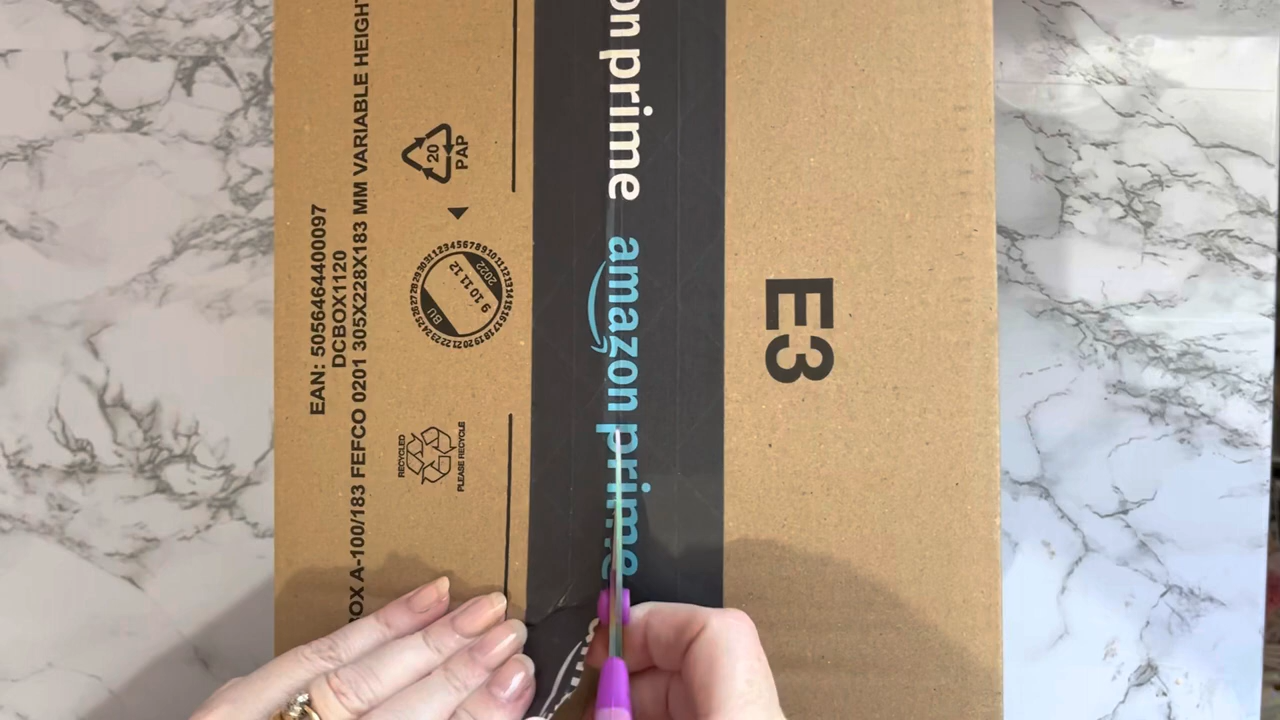 EAN: 5056464400097
DCBOX1120
OX A-100/183 FEFCO 0201 305X228X183 MM VARIABLE HEIGHT
20
PAP
BU
9 10 11 12
2022
RECYCLED
PLEASE RECYCLE
on prime
amazon prime
E3